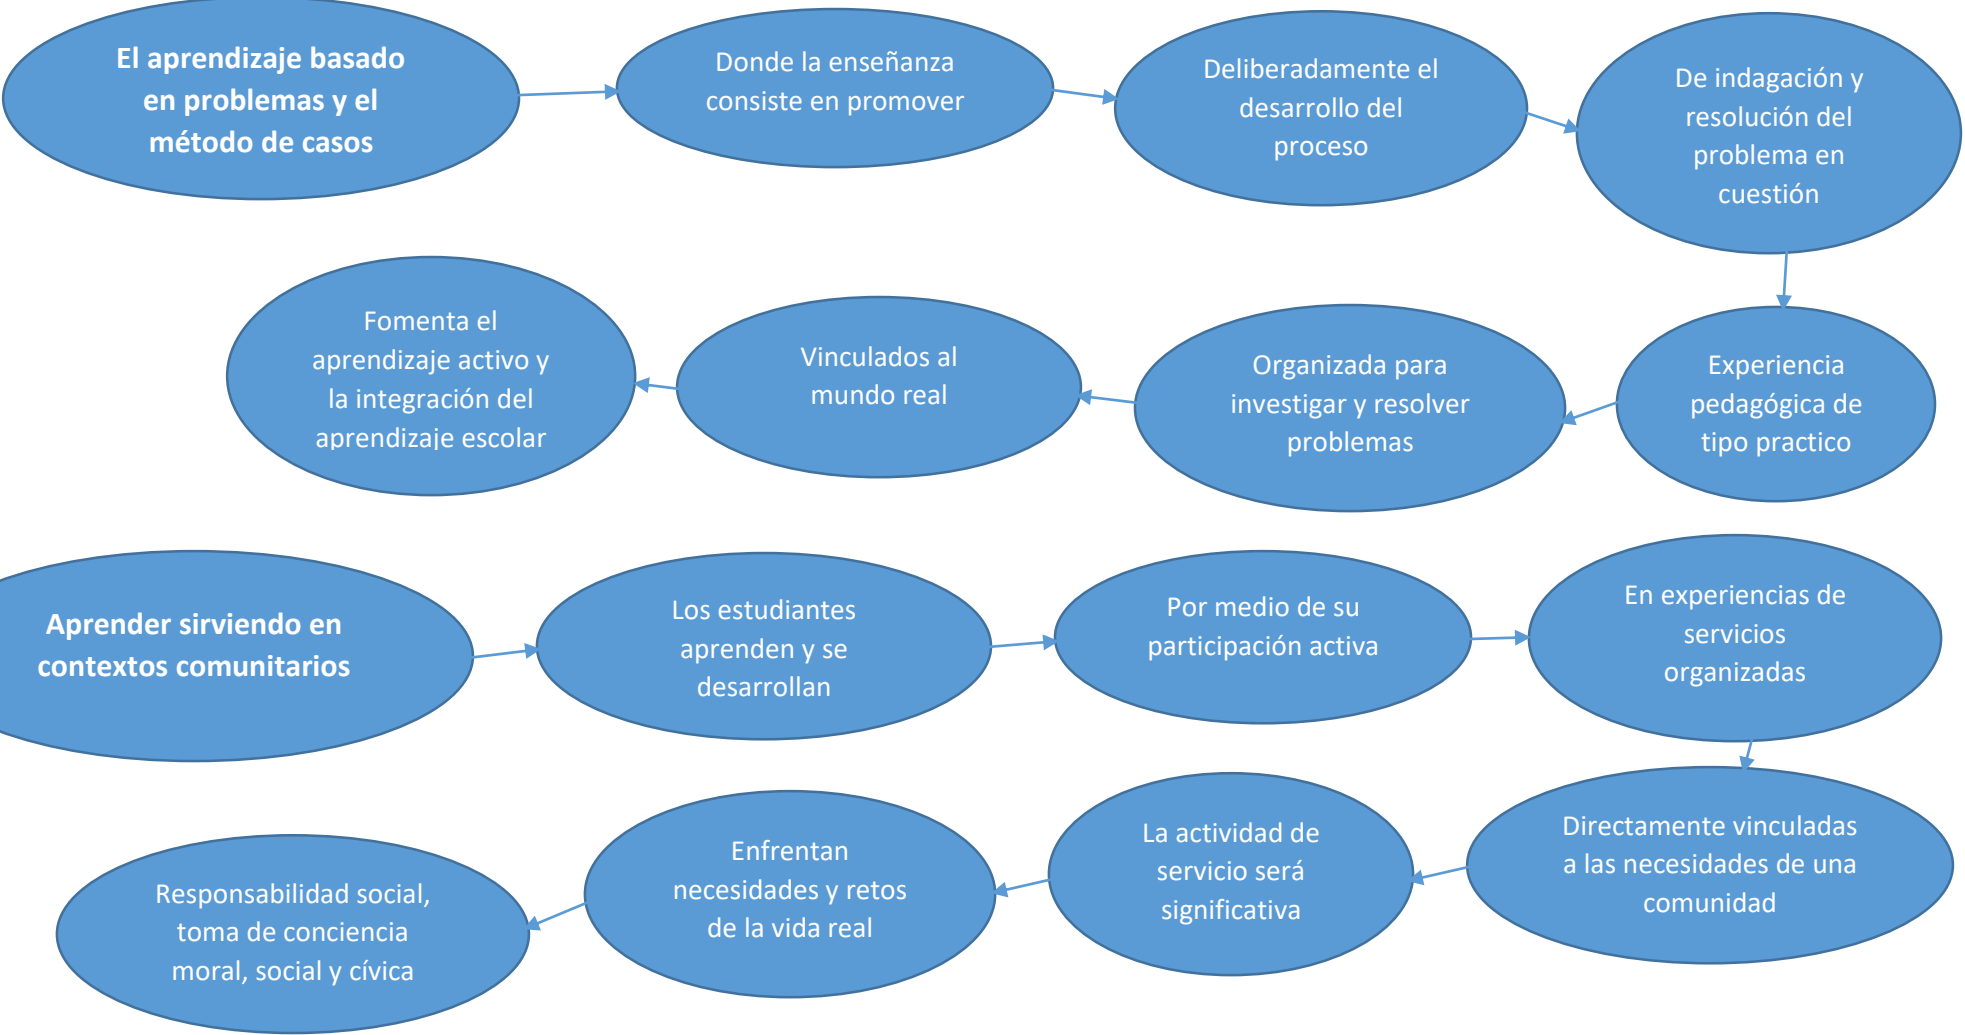 El aprendizaje basado
en problemas y el
método de casos
Donde la enseñanza
consiste en promover
Deliberadamente el
desarrollo del
proceso
De indagación y
resolución del
problema en
cuestión
Experiencia
pedagógica de
tipo practico
Organizada para
investigar y resolver
problemas
Vinculados al
mundo real
Fomenta el
aprendizaje activo y
la integración del
aprendizaje escolar
Aprender sirviendo en
contextos comunitarios
Los estudiantes
aprenden y se
desarrollan
Por medio de su
participación activa
En experiencias de
servicios
organizadas
Directamente vinculadas
a las necesidades de una
comunidad
La actividad de
servicio será
significativa
Enfrentan
necesidades y retos
de la vida real
Responsabilidad social,
toma de conciencia
moral, social y cívica